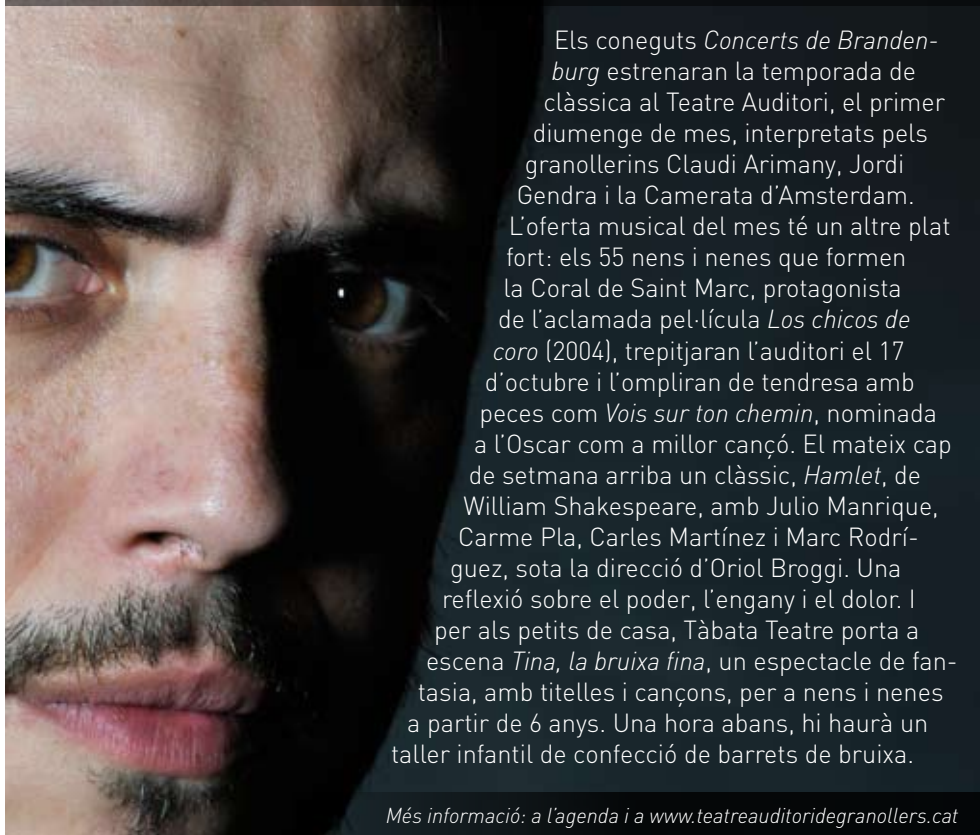 Els coneguts Concerts de Branden-
burg estrenaran la temporada de
clàssica al Teatre Auditori, el primer
diumenge de mes, interpretats pels
granollerins Claudi Arimany, Jordi
Gendra i la Camerata d'Amsterdam.
L'oferta musical del mes té un altre plat
fort: els 55 nens i nenes que formen
la Coral de Saint Marc, protagonista
de l'aclamada pel·lícula Los chicos de
coro (2004), trepitjaran l'auditori el 17
d'octubre i l'ompliran de tendresa amb
peces com Vois sur ton chemin, nominada
a l'Oscar com a millor cançó. El mateix cap
de setmana arriba un clàssic, Hamlet, de
William Shakespeare, amb Julio Manrique,
Carme Pla, Carles Martínez i Marc Rodrí-
guez, sota la direcció d'Oriol Broggi. Una
reflexió sobre el poder, l'engany i el dolor. I
per als petits de casa, Tàbata Teatre porta a
escena Tina, la bruixa fina, un espectacle de fan-
tasia, amb titelles i cançons, per a nens i nenes
a partir de 6 anys. Una hora abans, hi haurà un
taller infantil de confecció de barrets de bruixa.
Més informació: a l'agenda i a www.teatreauditoridegranollers.cat